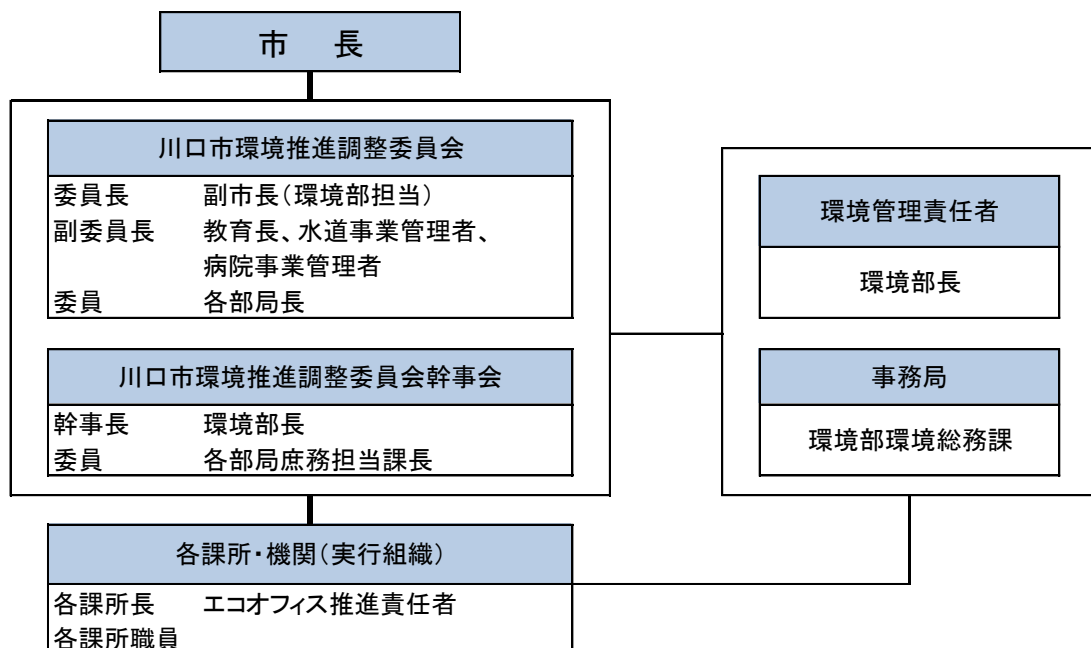 市　長
川口市環境推進調整委員会
委員長　副市長（環境部担当）
副委員長　教育長、水道事業管理者、
病院事業管理者
委員　各部局長
川口市環境推進調整委員会幹事会
幹事長　環境部長
委員　各部局庶務担当課長
環境管理責任者
環境部長
事務局
環境部環境総務課
各課所・機関（実行組織）
各課所長　エコオフィス推進責任者
各課所職員